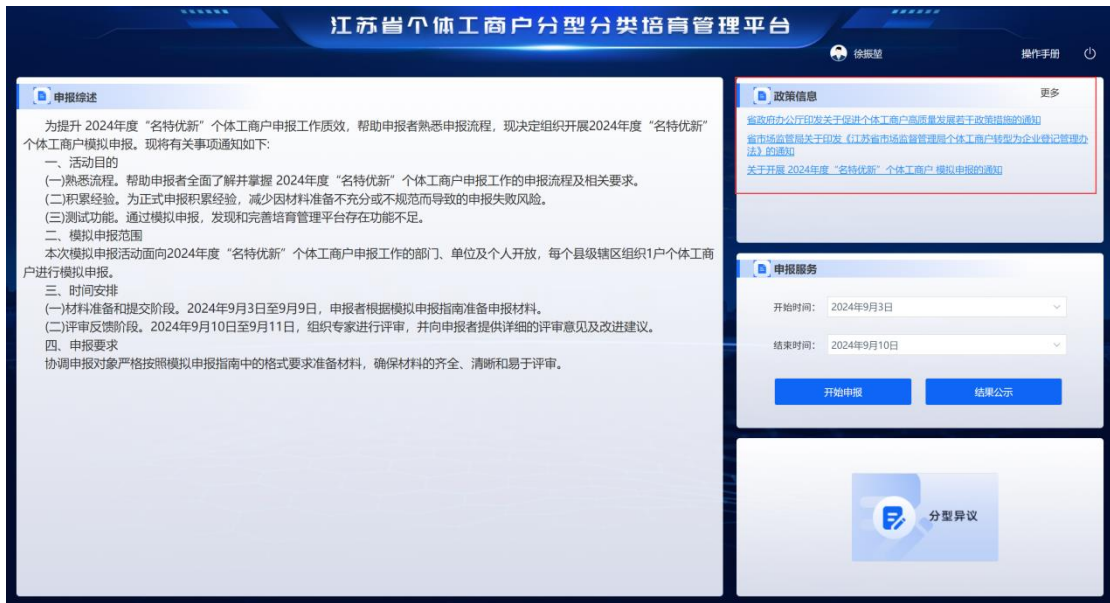 江苏省个体工商户分型分类培育管理平台
徐振堃
操作手册
申报综述
为提升 2024年度“名特优新”个体工商户申报工作质效，帮助申报者熟悉申报流程，现决定组织开展2024年度“名特优新”
个体工商户模拟申报。现将有关事项通知如下:
一、活动目的
(一)熟悉流程。帮助申报者全面了解并掌握 2024年度“名特优新”个体工商户申报工作的申报流程及相关要求。
(二)积累经验。为正式申报积累经验，减少因材料准备不充分或不规范而导致的申报失败风险。
(三)测试功能。通过模拟申报，发现和完善培育管理平台存在功能不足。
二、模拟申报范围
本次模拟申报活动面向2024年度“名特优新”个体工商户申报工作的部门、单位及个人开放，每个县级辖区组织1户个体工商
户进行模拟申报。
三、时间安排
(一)材料准备和提交阶段。2024年9月3日至9月9日，申报者根据模拟申报指南准备申报材料。
(二)评审反馈阶段。2024年9月10日至9月11日，组织专家进行评审，并向申报者提供详细的评审意见及改进建议。
四、申报要求
协调申报对象严格按照模拟申报指南中的格式要求准备材料，确保材料的齐全、清晰和易于评审。
政策信息
更多
省政府办公厅印发关于促进个体工商户高质量发展若干政策措施的通知
省市场监管局关于印发《江苏省市场监督管理局个体工商户转型为企业登记管理办
法》的通知
关于开展 2024年度“名特优新”个体工商户 模拟申报的通知
申报服务
开始时间: 2024年9月3日
结束时间: 2024年9月10日
开始申报
结果公示
分型异议